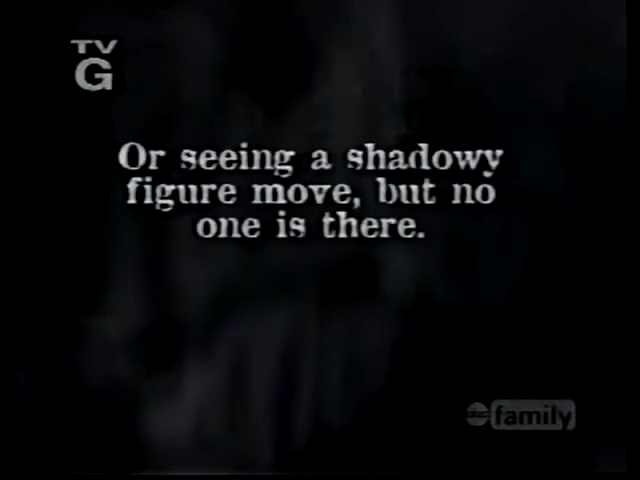 TV
G
Or seeing a shadowy
figure move, but no
one is there.
abc family